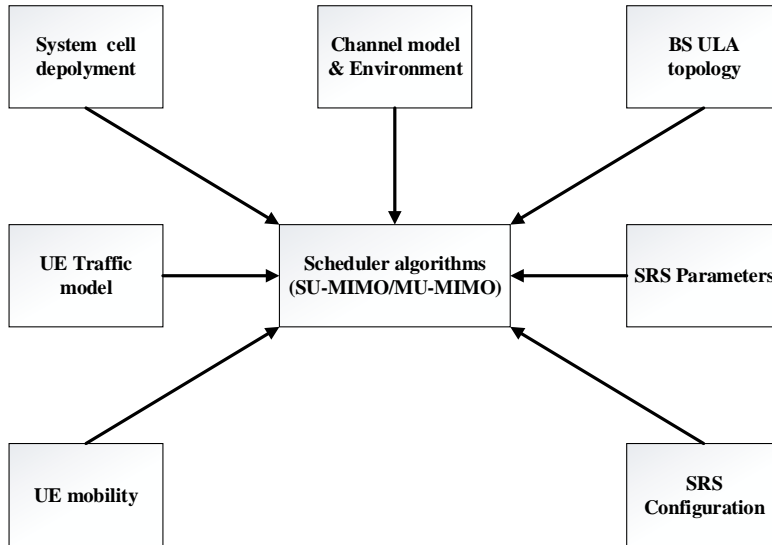 System cell
depolyment
Channel model
& Environment
BS ULA
topology
UE Traffic
model
Scheduler algorithms
(SU-MIMO/MU-MIMO)
SRS Parameters
UE mobility
SRS
Configuration